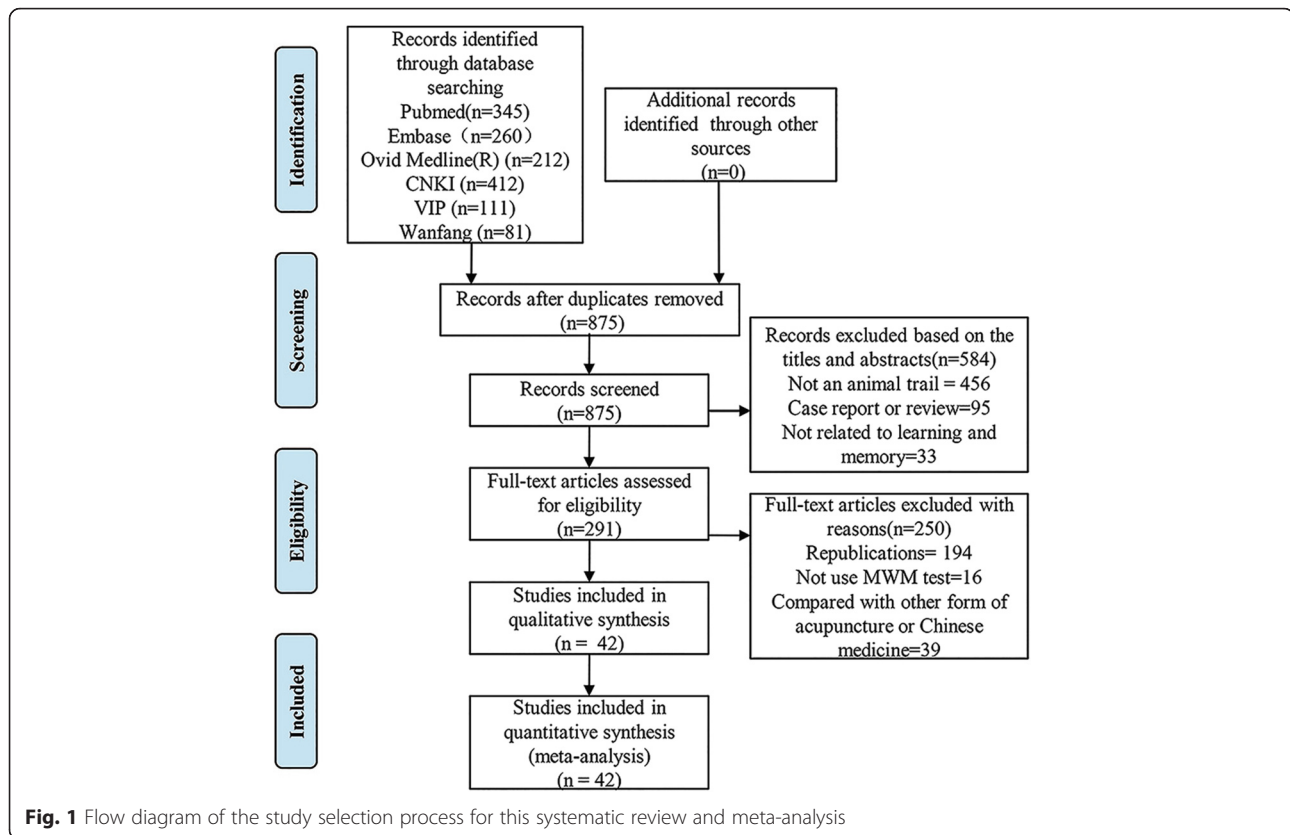 Identification
Records identified
through database
searching
Pubmed(n=345)
Embase（n=260）
Ovid Medline(R) (n=212)
CNKI (n=412)
VIP (n=111)
Wanfang (n=81)
Additional records
identified through other
sources
(n=0)
Screening
Records after duplicates removed
(n=875)
Records screened
(n=875)
Records excluded based on the
titles and abstracts(n=584)
Not an animal trail = 456
Case report or review=95
Not related to learning and
memory=33
Eligibility
Full-text articles assessed
for eligibility
(n=291)
Full-text articles excluded with
reasons(n=250)
Republications= 194
Not use MWM test=16
Compared with other form of
acupuncture or Chinese
medicine=39
Studies included in
qualitative synthesis
(n = 42)
Included
Studies included in
quantitative synthesis
(meta-analysis)
(n = 42)
Fig. 1 Flow diagram of the study selection process for this systematic review and meta-analysis